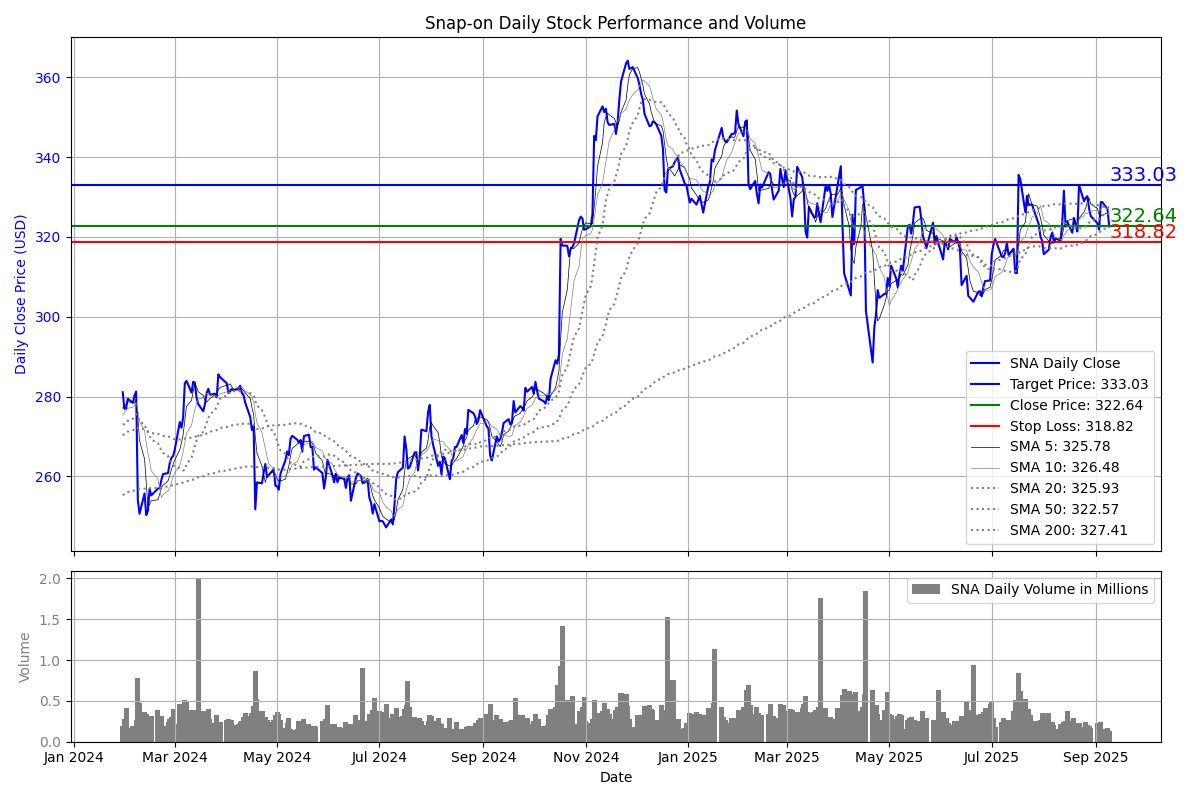 Snap-on Daily Stock Performance and Volume
Daily Close Price (USD)
360
340
320
300
280
260
333.03
322.64
318.82
SNA Daily Close
Target Price: 333.03
Close Price: 322.64
Stop Loss: 318.82
SMA 5: 325.78
SMA 10: 326.48
SMA 20: 325.93
SMA 50: 322.57
SMA 200: 327.41
Volume
2.0
1.5
1.0
0.5
0.0
SNA Daily Volume in Millions
Jan 2024 Mar 2024 May 2024 Jul 2024 Sep 2024 Nov 2024 Jan 2025 Mar 2025 May 2025 Jul 2025 Sep 2025
Date